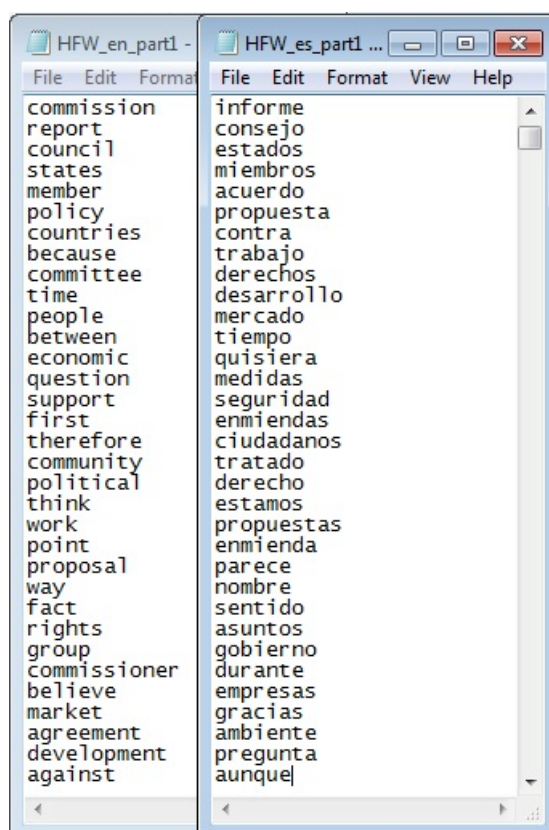 HFW_en_part1 -
File Edit Format
commission
report
council
states
member
policy
countries
because
committee
time
people
between
economic
question
support
first
therefore
community
political
think
work
point
proposal
way
fact
rights
group
commissioner
believe
market
agreement
development
against
HFW_es_part1 ...
File Edit Format View Help
informe
consejo
estados
miembros
acuerdo
propuesta
contra
trabajo
derechos
desarrollo
mercado
tiempo
quisiera
medidas
seguridad
enmiendas
ciudadanos
tratado
derecho
estamos
propuestas
enmienda
parece
nombre
sentido
asuntos
gobierno
durante
empresas
gracias
ambiente
pregunta
aunque